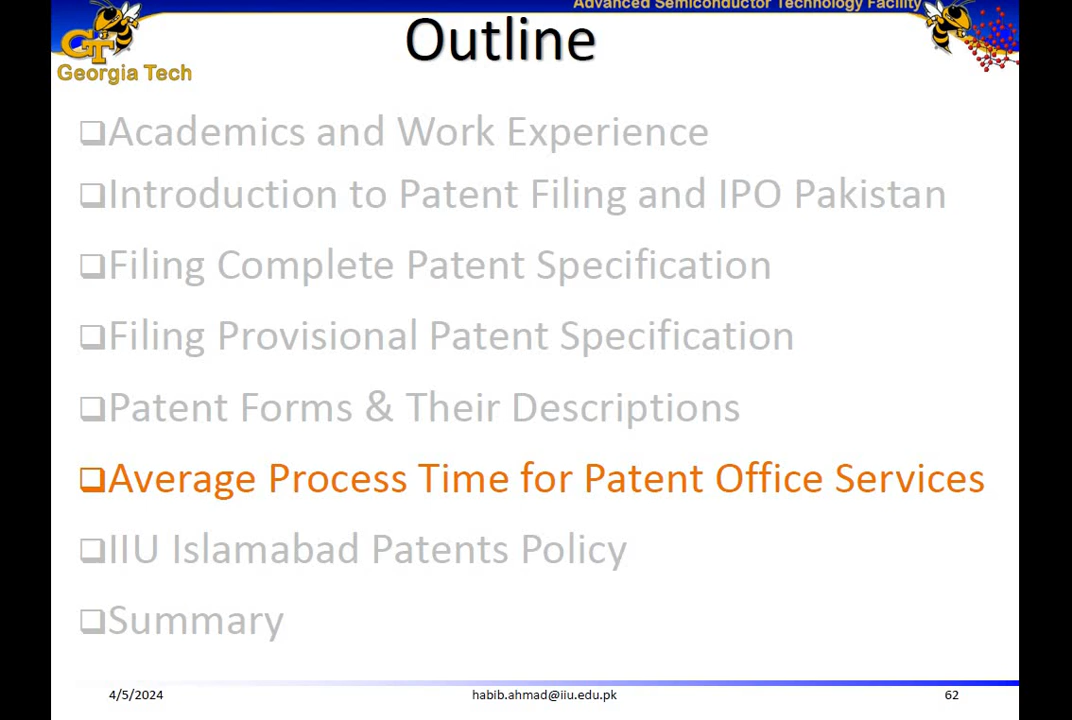 Advanced Semiconductor Technology Facility
Outline
GT
Georgia Tech
Academics and Work Experience
Introduction to Patent Filing and IPO Pakistan
Filing Complete Patent Specification
Filing Provisional Patent Specification
Patent Forms & Their Descriptions
Average Process Time for Patent Office Services
IIU Islamabad Patents Policy
Summary
4/5/2024 habib.ahmad@iiu.edu.pk 62